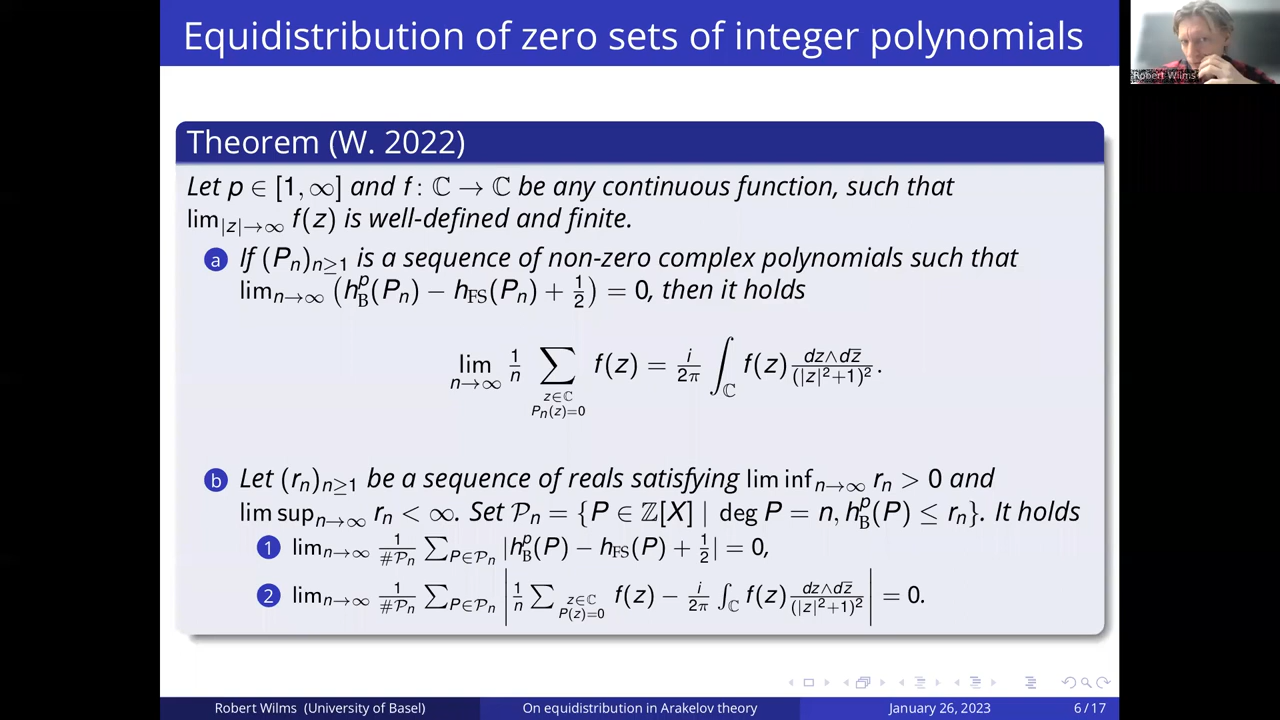 Equidistribution of zero sets of integer polynomials
Robert Wilms
Theorem (W. 2022)
Let p ∈ [1, ∞] and f : ℂ → ℂ be any continuous function, such that
lim_{|z|→∞} f(z) is well-defined and finite.
a If (P_n)_{n≥1} is a sequence of non-zero complex polynomials such that
lim_{n→∞} (h_B^p(P_n) − h_FS(P_n) + 1/2) = 0, then it holds
lim_{n→∞} 1/n ∑_{z∈ℂ, P_n(z)=0} f(z) = i/2π ∫_ℂ f(z) dz∧dz̅/(|z|²+1)².
b Let (r_n)_{n≥1} be a sequence of reals satisfying lim inf_{n→∞} r_n > 0 and
lim sup_{n→∞} r_n < ∞. Set 𝒫_n = {P ∈ ℤ[X] | deg P = n, h_B^p(P) ≤ r_n}. It holds
1 lim_{n→∞} 1/#𝒫_n ∑_{P∈𝒫_n} |h_B^p(P) − h_FS(P) + 1/2| = 0,
2 lim_{n→∞} 1/#𝒫_n ∑_{P∈𝒫_n} |1/n ∑_{z∈ℂ, P(z)=0} f(z) − i/2π ∫_ℂ f(z) dz∧dz̅/(|z|²+1)²| = 0.
Robert Wilms (University of Basel) On equidistribution in Arakelov theory January 26, 2023 6 / 17